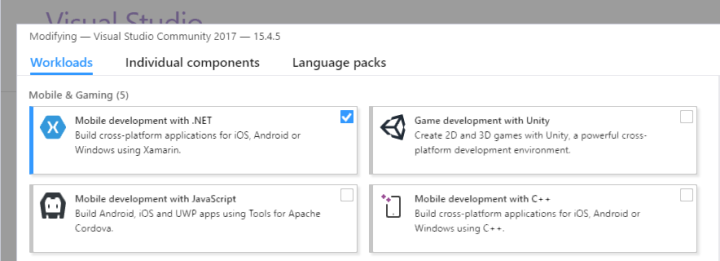 Visual Studio
Modifying — Visual Studio Community 2017 — 15.4.5
Workloads
Individual components
Language packs
Mobile & Gaming (5)
Mobile development with .NET
Build cross-platform applications for iOS, Android or
Windows using Xamarin.
Game development with Unity
Create 2D and 3D games with Unity, a powerful cross-
platform development environment.
Mobile development with JavaScript
Build Android, iOS and UWP apps using Tools for Apache
Cordova.
Mobile development with C++
Build cross-platform applications for iOS, Android or
Windows using C++.